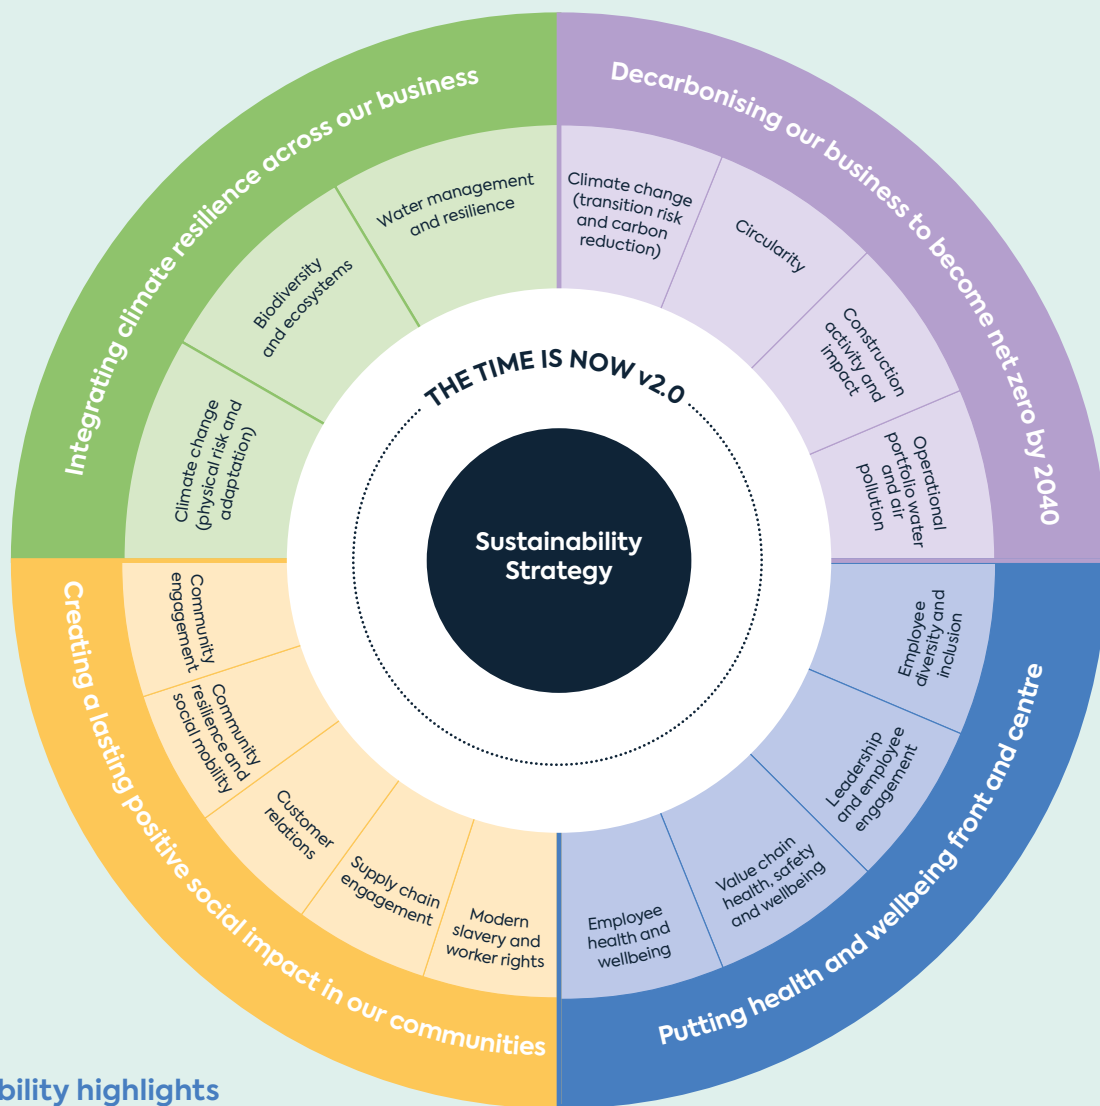 Integrating climate resilience across our business
Water management
and resilience
Biodiversity
and ecosystems
Climate change
(physical risk and
adaptation)
Decarbonising our business to become net zero by 2040
Climate change
(transition risk
and carbon
reduction)
Circularity
Construction
activity and
impact
Operational
portfolio water
and air
pollution
THE TIME IS NOW v2.0
Sustainability
Strategy
Creating a lasting positive social impact in our communities
Community
engagement
Community
resilience and
social mobility
Customer
relations
Supply chain
engagement
Modern
slavery and
worker rights
Putting health and wellbeing front and centre
Employee
diversity and
inclusion
Leadership
and employee
engagement
Value chain
health, safety
and wellbeing
Employee
health and
wellbeing
bility highlights